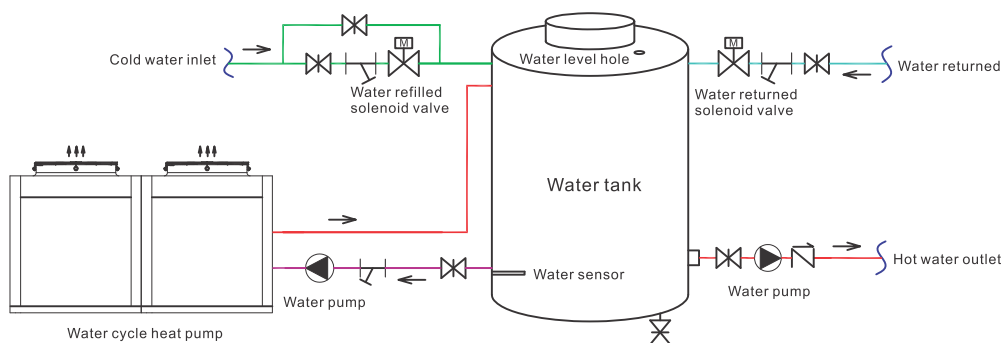 Cold water inlet
M
Water refilled
solenoid valve
Water level hole
M
Water returned
solenoid valve
Water returned
Water tank
Water sensor
Water pump
Water cycle heat pump
Water pump
Hot water outlet